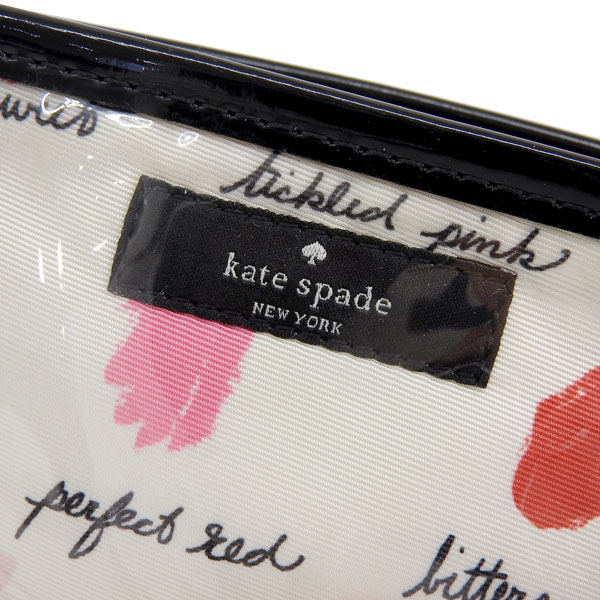 tickled pink
kate spade
NEW YORK
perfect red